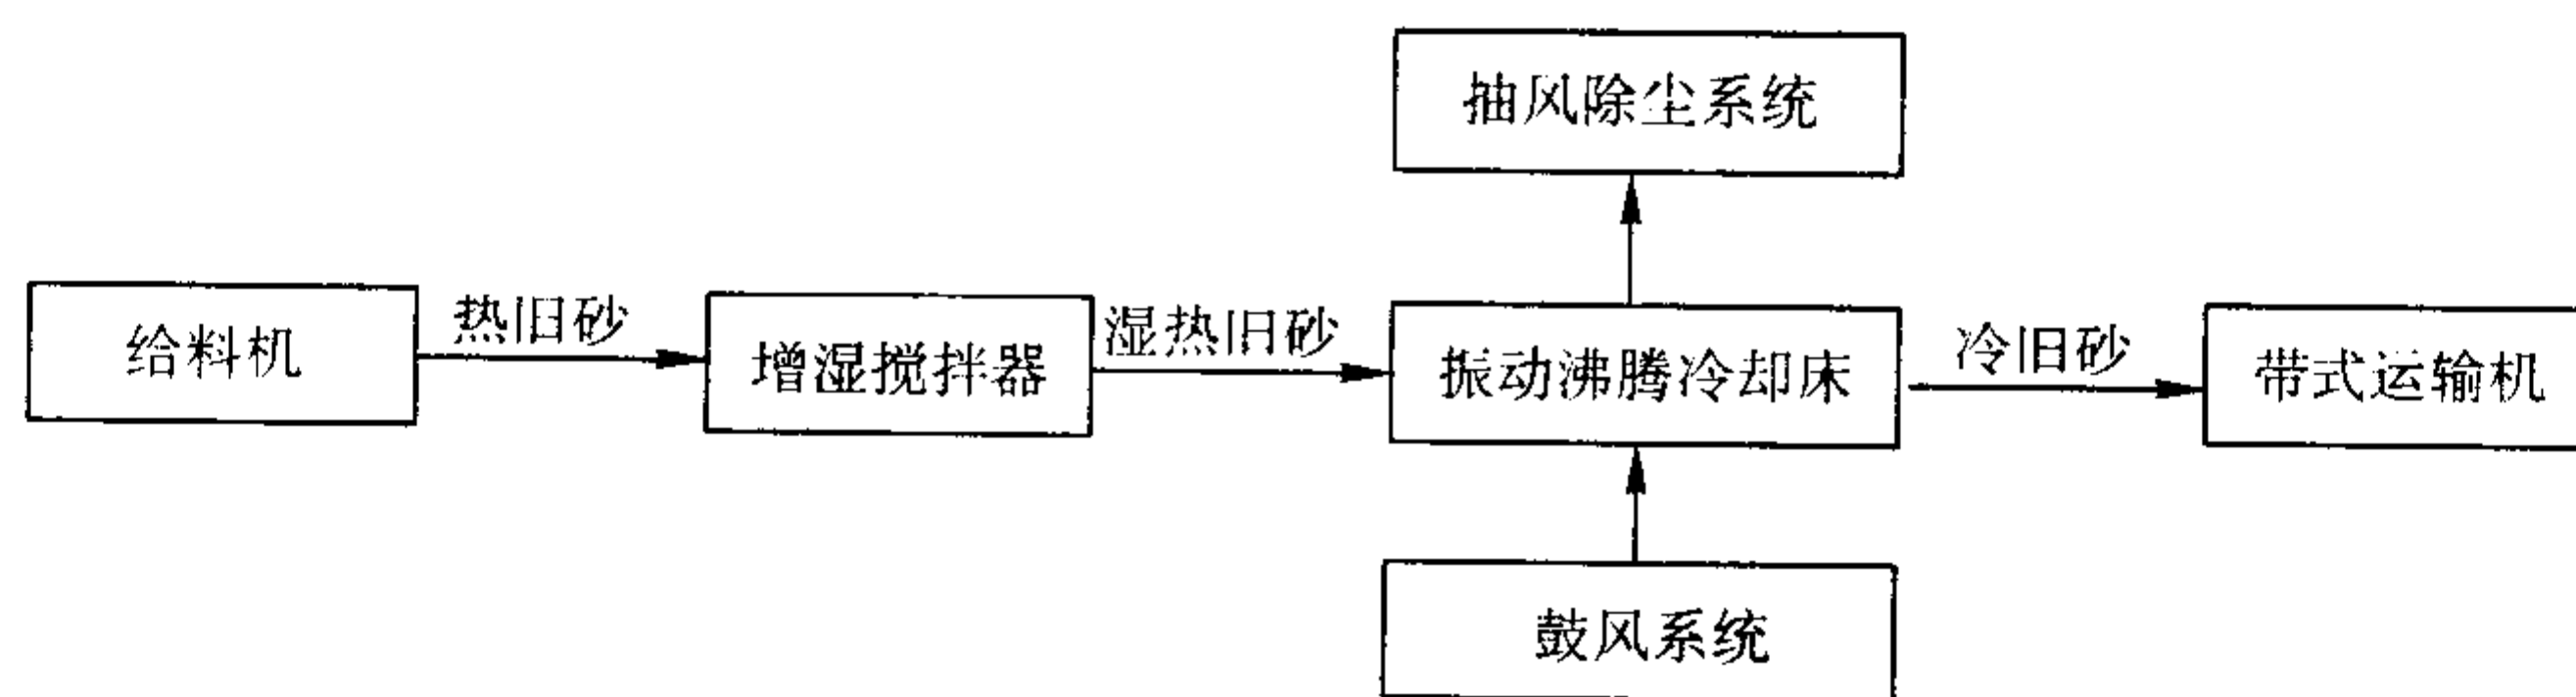 抽风除尘系统
给料机
热旧砂
增湿搅拌器
湿热旧砂
振动沸腾冷却床
冷旧砂
带式运输机
鼓风系统